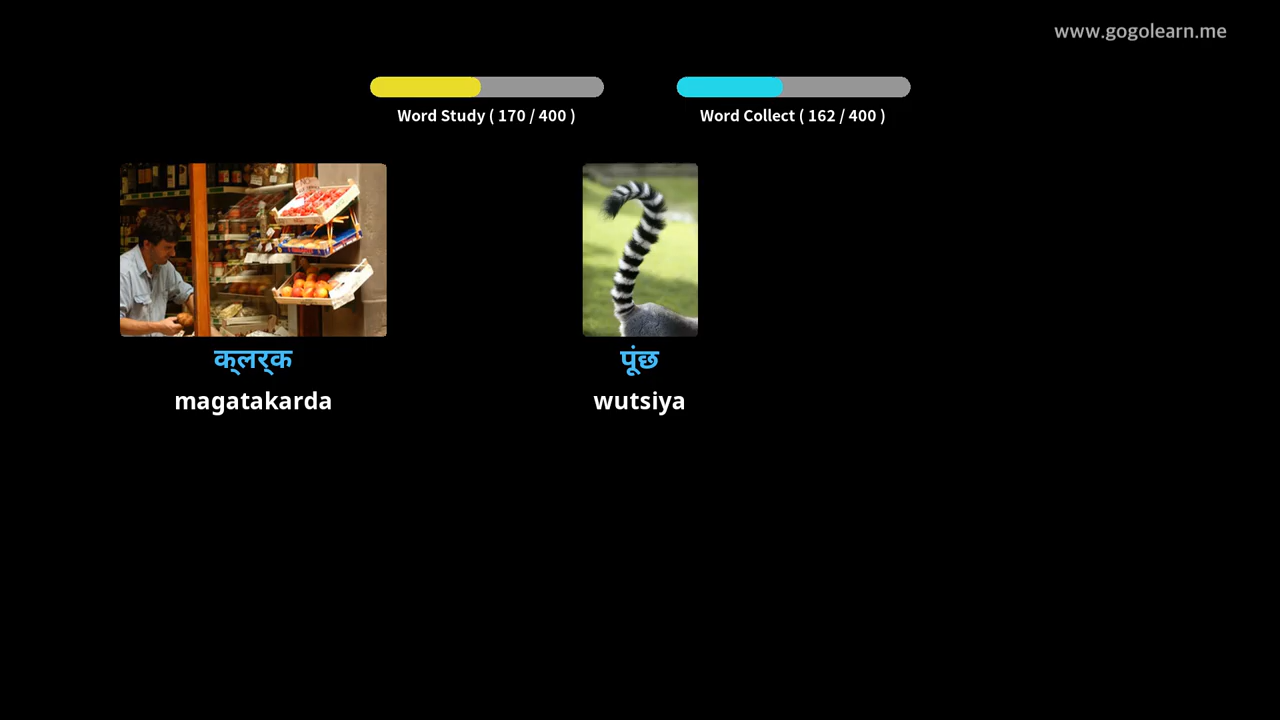 www.gogolearn.me
Word Study ( 170 / 400 )
Word Collect ( 162 / 400 )
क्लर्क
पूंछ
magatakarda
wutsiya